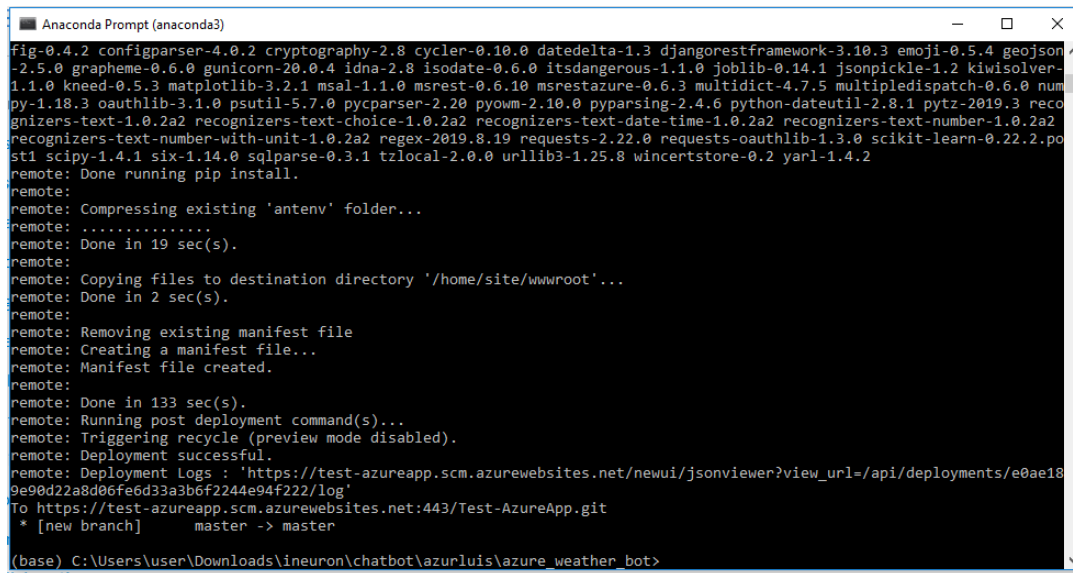 Anaconda Prompt (anaconda3)
fig-0.4.2 configparser-4.0.2 cryptography-2.8 cycler-0.10.0 datedelta-1.3 djangorestframework-3.10.3 emoji-0.5.4 geojson
-2.5.0 grapheme-0.6.0 gunicorn-20.0.4 idna-2.8 isodate-0.6.0 itsdangerous-1.1.0 joblib-0.14.1 jsonpickle-1.2 kiwisolver-
1.1.0 kneed-0.5.3 matplotlib-3.2.1 msal-1.1.0 msrest-0.6.10 msrestazure-0.6.3 multidict-4.7.5 multipledispatch-0.6.0 num
py-1.18.3 oauthlib-3.1.0 psutil-5.7.0 pycparser-2.20 pyowm-2.10.0 pyparsing-2.4.6 python-dateutil-2.8.1 pytz-2019.3 reco
gnizers-text-1.0.2a2 recognizers-text-choice-1.0.2a2 recognizers-text-date-time-1.0.2a2 recognizers-text-number-1.0.2a2
recognizers-text-number-with-unit-1.0.2a2 regex-2019.8.19 requests-2.22.0 requests-oauthlib-1.3.0 scikit-learn-0.22.2.po
st1 scipy-1.4.1 six-1.14.0 sqlparse-0.3.1 tzlocal-2.0.0 urllib3-1.25.8 wincertstore-0.2 yarl-1.4.2
remote: Done running pip install.
remote:
remote: Compressing existing 'antenv' folder...
remote: ...............
remote: Done in 19 sec(s).
remote:
remote: Copying files to destination directory '/home/site/wwwroot'...
remote: Done in 2 sec(s).
remote:
remote: Removing existing manifest file
remote: Creating a manifest file...
remote: Manifest file created.
remote:
remote: Done in 133 sec(s).
remote: Running post deployment command(s)...
remote: Triggering recycle (preview mode disabled).
remote: Deployment successful.
remote: Deployment Logs : 'https://test-azureapp.scm.azurewebsites.net/newui/jsonviewer?view_url=/api/deployments/e0ae18
9e90d22a8d06fe6d33a3b6f2244e94f222/log'
To https://test-azureapp.scm.azurewebsites.net:443/Test-AzureApp.git
 * [new branch]      master -> master
(base) C:\Users\user\Downloads\ineuron\chatbot\azurluis\azure_weather_bot>